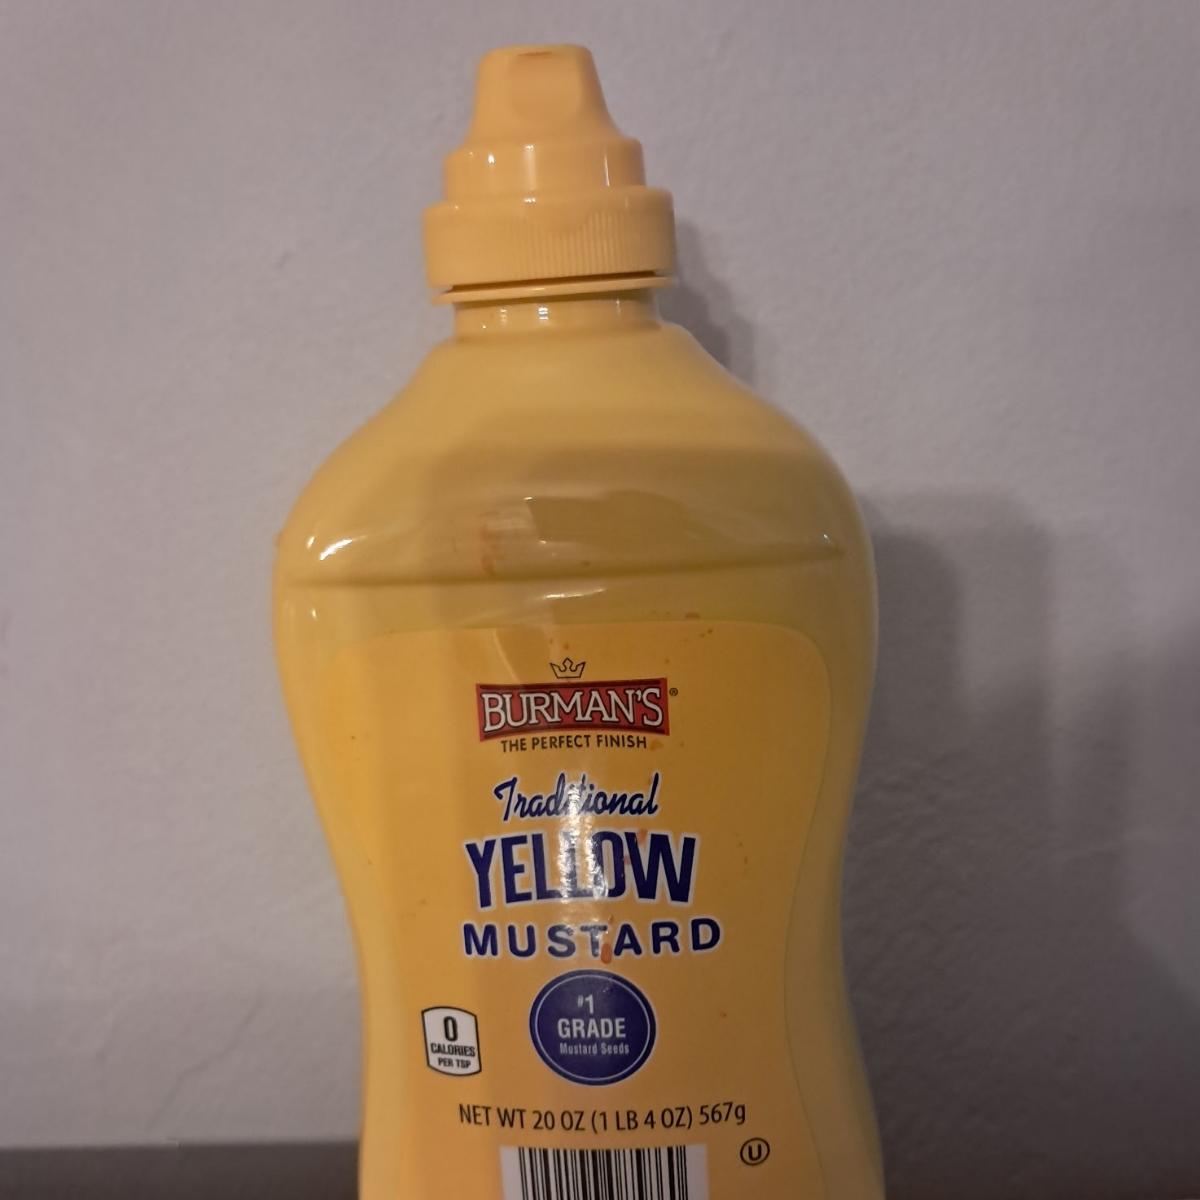 BURMAN'S®
THE PERFECT FINISH
Traditional
YELLOW
MUSTARD
#1
GRADE
Mustard Seeds
0
CALORIES
PER TSP
NET WT 20 OZ (1 LB 4 OZ) 567g
U